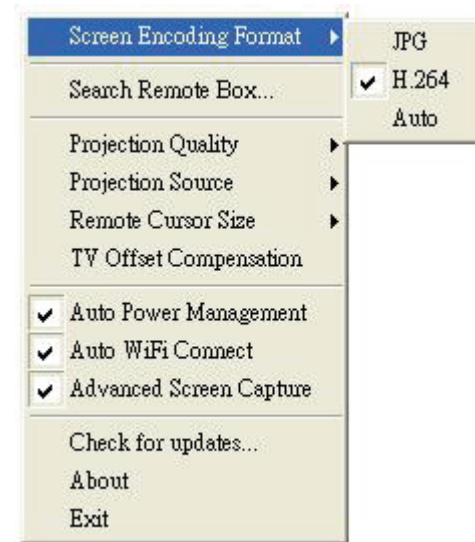 Screen Encoding Format
JPG
H.264
Auto
Search Remote Box...
Projection Quality
Projection Source
Remote Cursor Size
TV Offset Compensation
Auto Power Management
Auto WiFi Connect
Advanced Screen Capture
Check for updates...
About
Exit